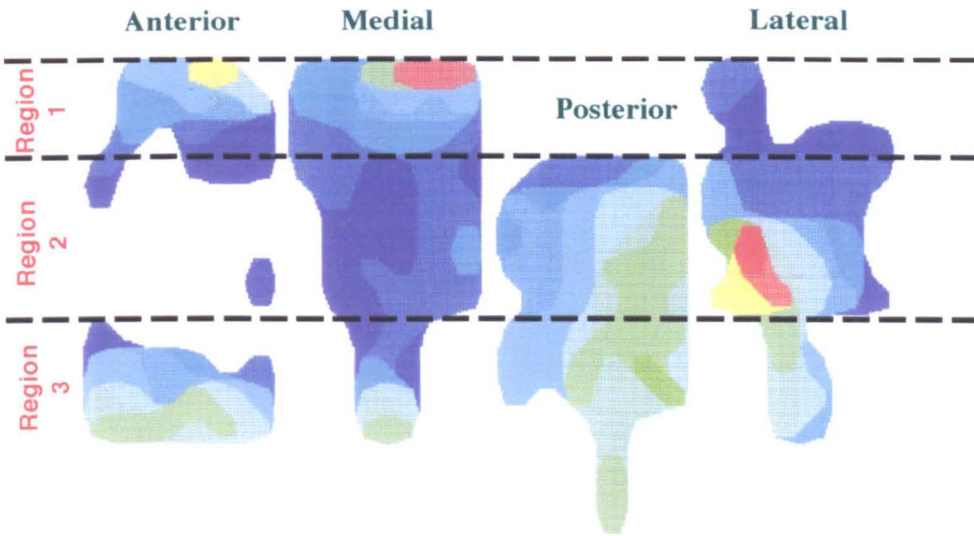 Anterior
Medial
Lateral
Region
1
Posterior
Region
2
Region
3